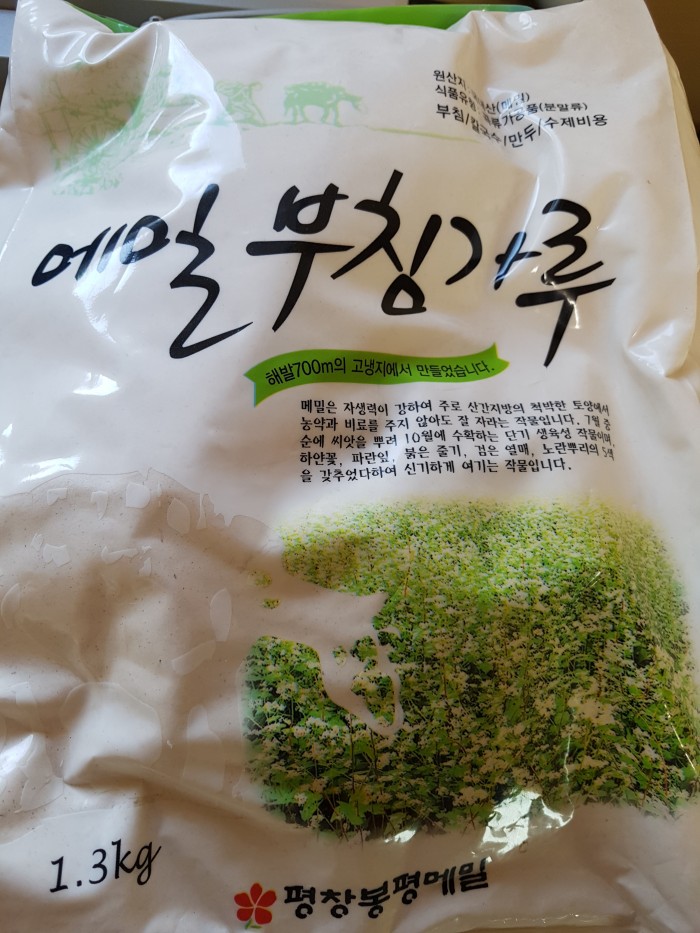 원산지
식품유형
부침/칼국수/만두/수제비용
메밀 부침가루
해발700m의 고냉지에서 만들었습니다.
메밀은 자생력이 강하여 주로 산간지방의 척박한 토양에서
농약과 비료를 주지 않아도 잘 자라는 작물입니다. 7월 중
순에 씨앗을 뿌려 10월에 수확하는 단기 생육성 작물이며,
하얀꽃, 파란잎, 붉은 줄기, 검은 열매, 노란뿌리의 5색
을 갖추었다하여 신기하게 여기는 작물입니다.
1.3kg
평창봉평메밀